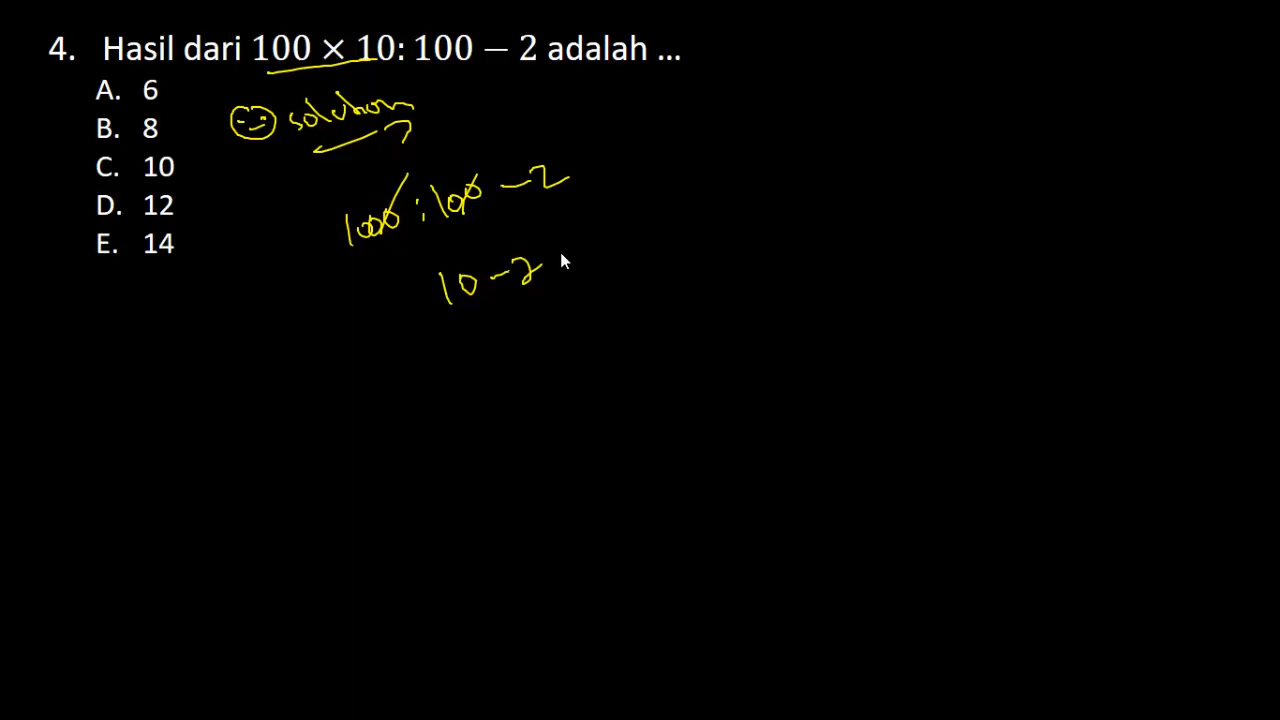 4. Hasil dari 100 × 10: 100 − 2 adalah ...
A. 6
B. 8
C. 10
D. 12
E. 14
solution
1000 : 100 − 2
10 − 2